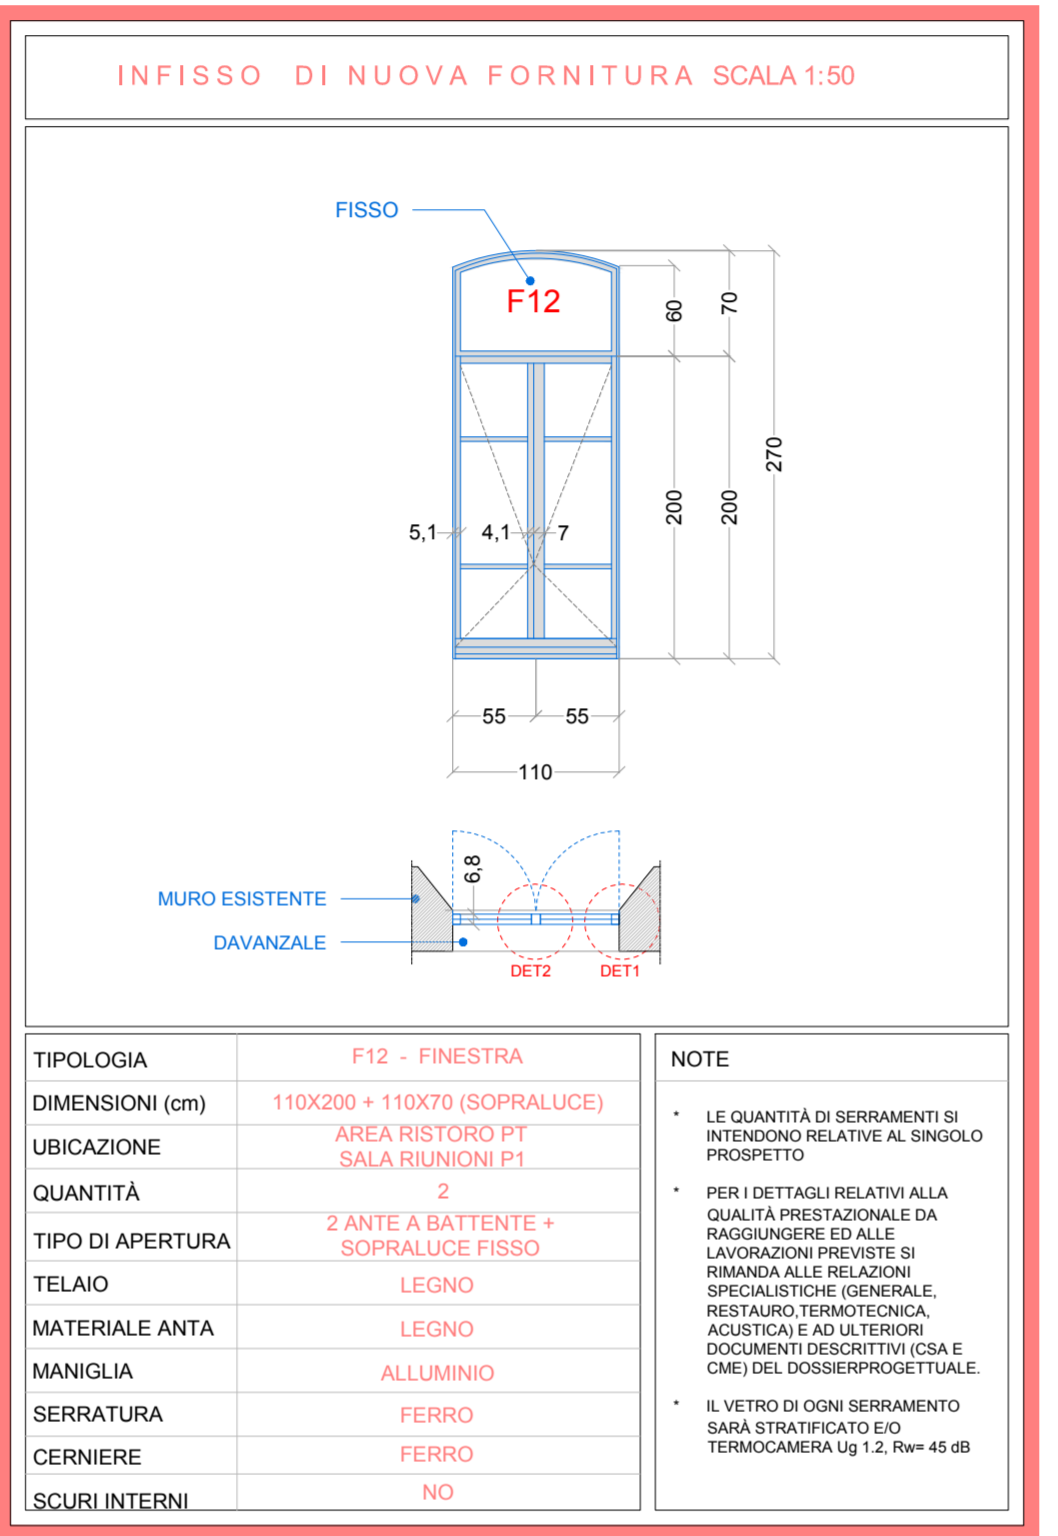 INFISSO DI NUOVA FORNITURA SCALA 1:50
FISSO
F12
60
70
270
200
200
5,1
4,1
7
55
55
110
6,8
MURO ESISTENTE
DAVANZALE
DET2
DET1
TIPOLOGIA
F12 - FINESTRA
DIMENSIONI (cm)
110X200 + 110X70 (SOPRALUCE)
UBICAZIONE
AREA RISTORO PT
SALA RIUNIONI P1
QUANTITÀ
2
TIPO DI APERTURA
2 ANTE A BATTENTE +
SOPRALUCE FISSO
TELAIO
LEGNO
MATERIALE ANTA
LEGNO
MANIGLIA
ALLUMINIO
SERRATURA
FERRO
CERNIERE
FERRO
SCURI INTERNI
NO
NOTE
* LE QUANTITÀ DI SERRAMENTI SI
INTENDONO RELATIVE AL SINGOLO
PROSPETTO
* PER I DETTAGLI RELATIVI ALLA
QUALITÀ PRESTAZIONALE DA
RAGGIUNGERE ED ALLE
LAVORAZIONI PREVISTE SI
RIMANDA ALLE RELAZIONI
SPECIALISTICHE (GENERALE,
RESTAURO,TERMOTECNICA,
ACUSTICA) E AD ULTERIORI
DOCUMENTI DESCRITTIVI (CSA E
CME) DEL DOSSIERPROGETTUALE.
* IL VETRO DI OGNI SERRAMENTO
SARÀ STRATIFICATO E/O
TERMOCAMERA Ug 1.2, Rw= 45 dB